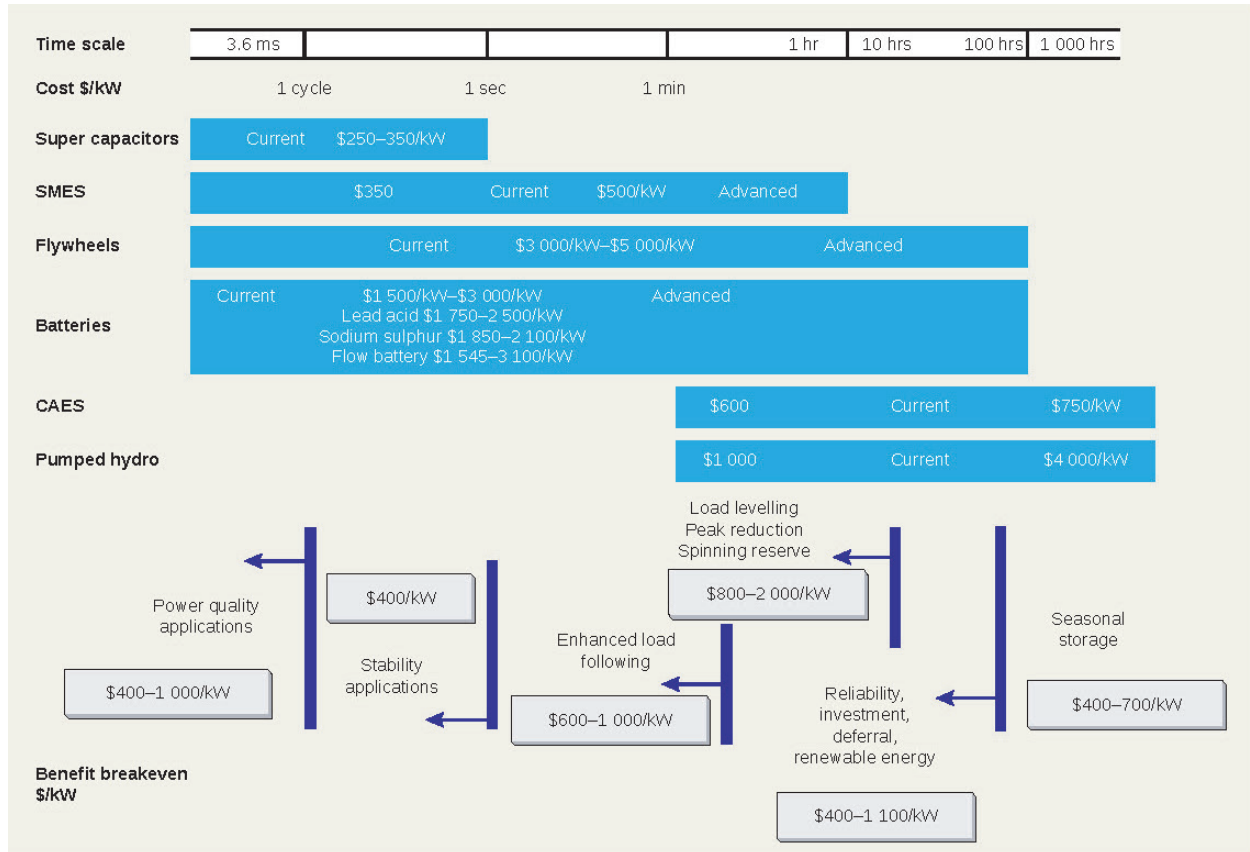 Time scale 3.6 ms 1 hr 10 hrs 100 hrs 1 000 hrs
Cost $/kW 1 cycle 1 sec 1 min
Super capacitors Current $250–350/kW
SMES $350 Current $500/kW Advanced
Flywheels Current $3 000/kW–$5 000/kW Advanced
Batteries
Current $1 500/kW–$3 000/kW Advanced
Lead acid $1 750–2 500/kW
Sodium sulphur $1 850–2 100/kW
Flow battery $1 545–3 100/kW
CAES $600 Current $750/kW
Pumped hydro $1 000 Current $4 000/kW
Load levelling
Peak reduction
Spinning reserve
$800–2 000/kW
$400/kW
Power quality
applications
$400–1 000/kW
Stability
applications
Enhanced load
following
$600–1 000/kW
Seasonal
storage
$400–700/kW
Reliability,
investment,
deferral,
renewable energy
$400–1 100/kW
Benefit breakeven
$/kW